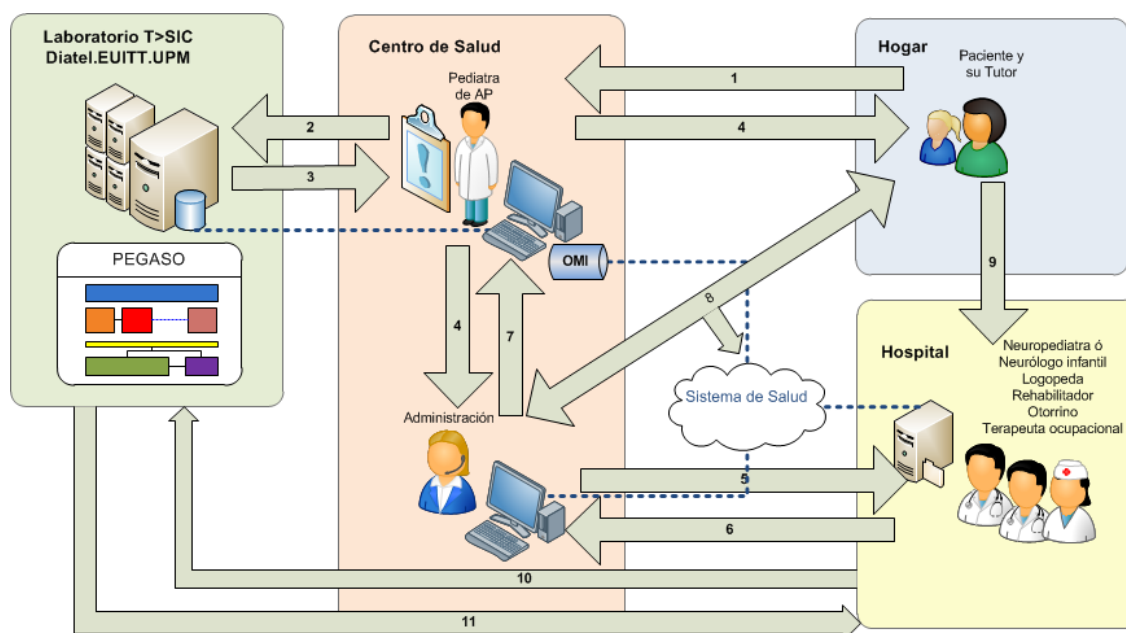 Laboratorio T>SIC
Diatel.EUITT.UPM
Centro de Salud
Hogar
Pediatra
de AP
Paciente y
su Tutor
1
2
4
3
PEGASO
OMI
9
4
7
8
Hospital
Neuropediatra ó
Neurólogo infantil
Logopeda
Rehabilitador
Otorrino
Terapeuta ocupacional
Sistema de Salud
Administración
5
6
10
11